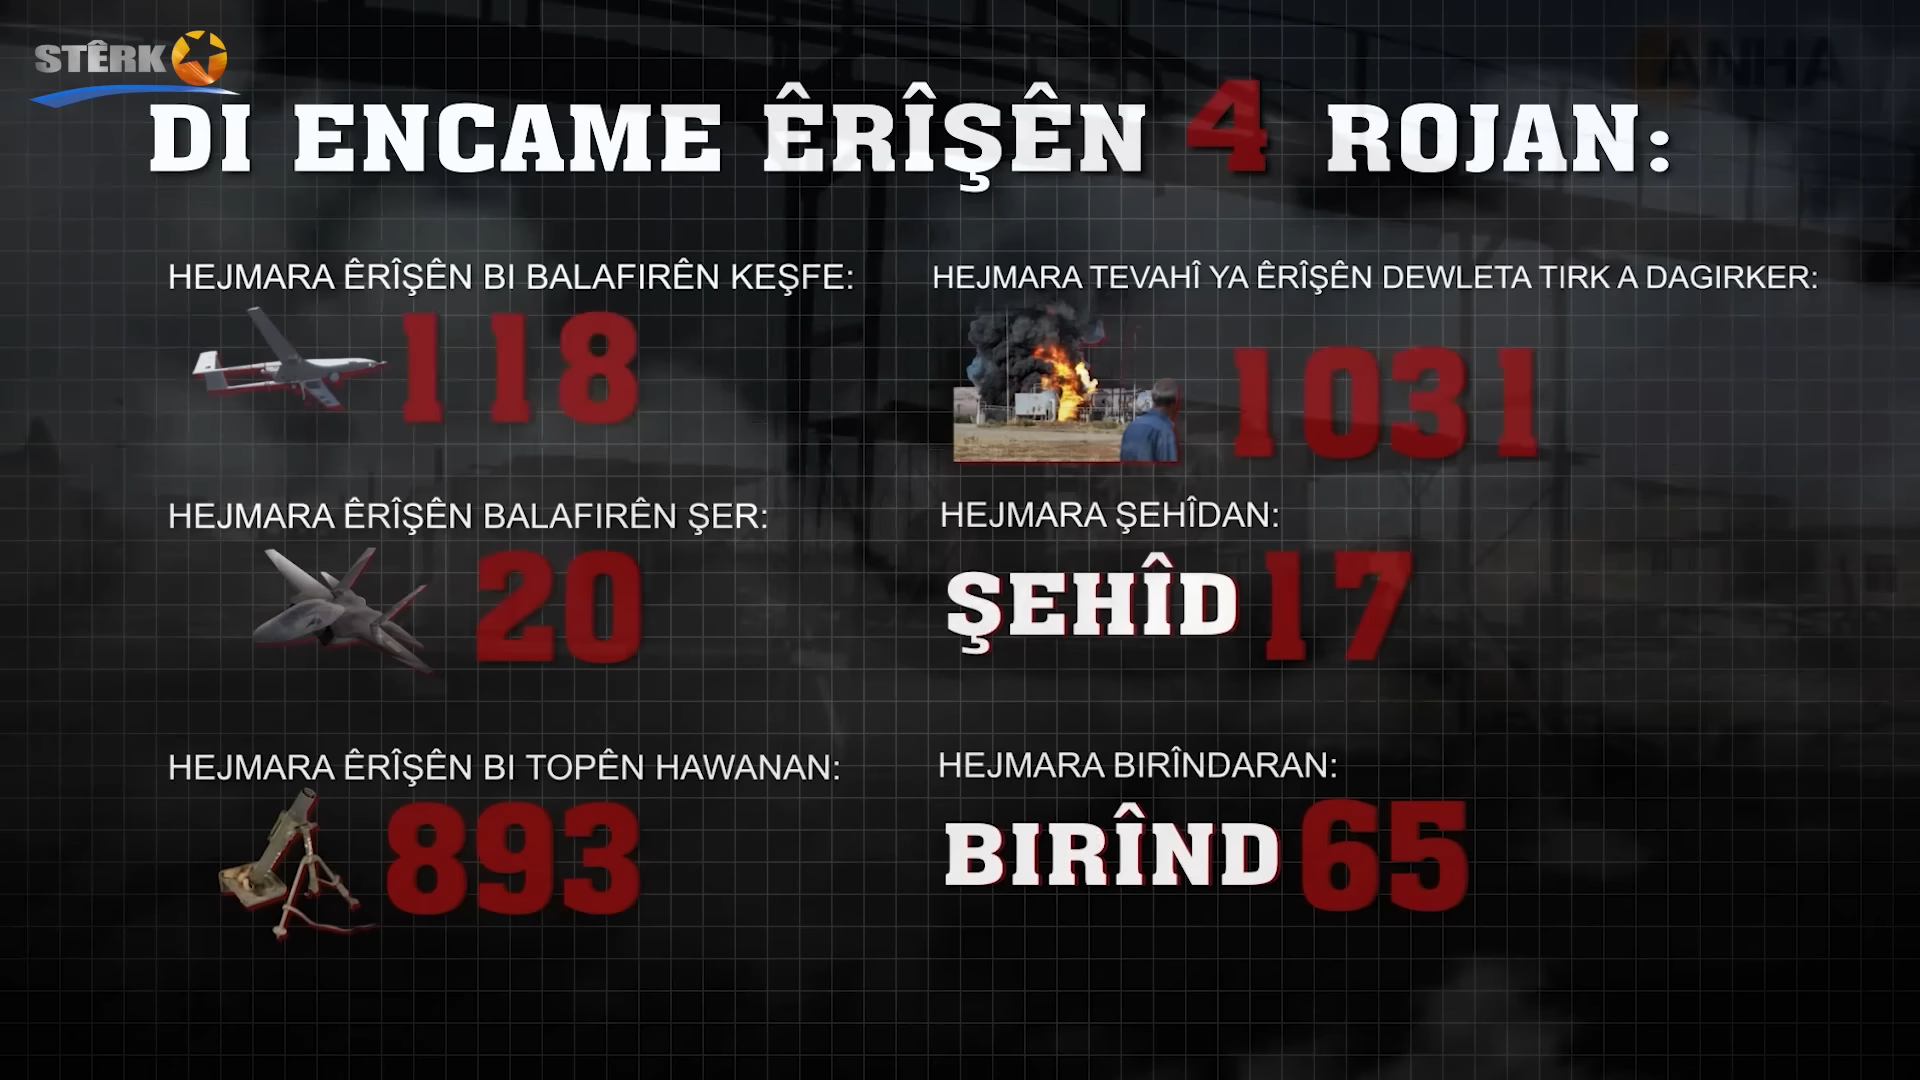 STÊRK
ANHA
DI ENCAME ÊRÎŞÊN 4 ROJAN:
HEJMARA ÊRÎŞÊN BI BALAFIRÊN KEŞFE:
118
HEJMARA ÊRÎŞÊN BALAFIRÊN ŞER:
20
HEJMARA ÊRÎŞÊN BI TOPÊN HAWANAN:
893
HEJMARA TEVAHÎ YA ÊRÎŞÊN DEWLETA TIRK A DAGIRKER:
1031
HEJMARA ŞEHÎDAN:
ŞEHÎD 17
HEJMARA BIRÎNDARAN:
BIRÎND 65